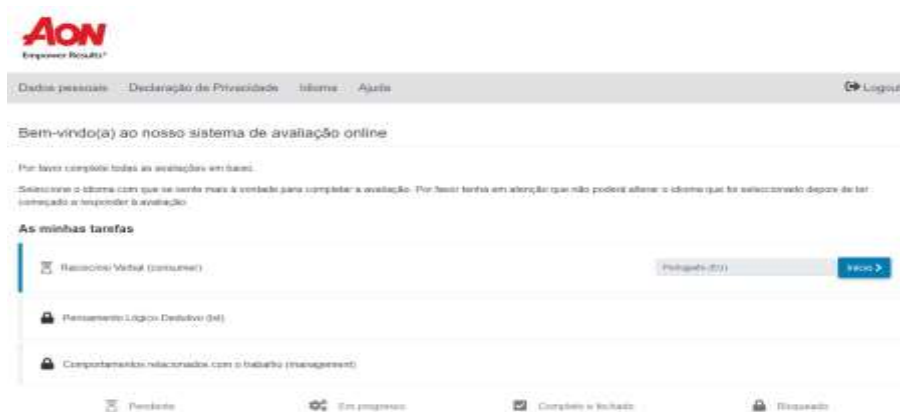 AON
Empower Results®
Dados pessoais Declaração de Privacidade Idioma Ajuda Logout
Bem-vindo(a) ao nosso sistema de avaliação online
Por favor complete todas as avaliações em baixo.
Seleccione o idioma com que se sente mais à vontade para completar a avaliação. Por favor tenha em atenção que não poderá alterar o idioma que foi seleccionado depois de ter
começado a responder à avaliação.
As minhas tarefas
Raciocínio Verbal (consumer) Português (EU) Início
Pensamento Lógico Dedutivo (lst)
Comportamentos relacionados com o trabalho (management)
Pendente Em progresso Completo e fechado Bloqueado